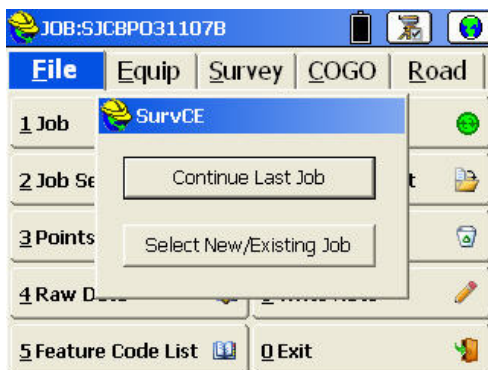 JOB:SJCBPO31107B
File Equip Survey COGO Road
SurvCE
1 Job
Continue Last Job
2 Job Se
Select New/Existing Job
3 Points
4 Raw D
5 Feature Code List 0 Exit